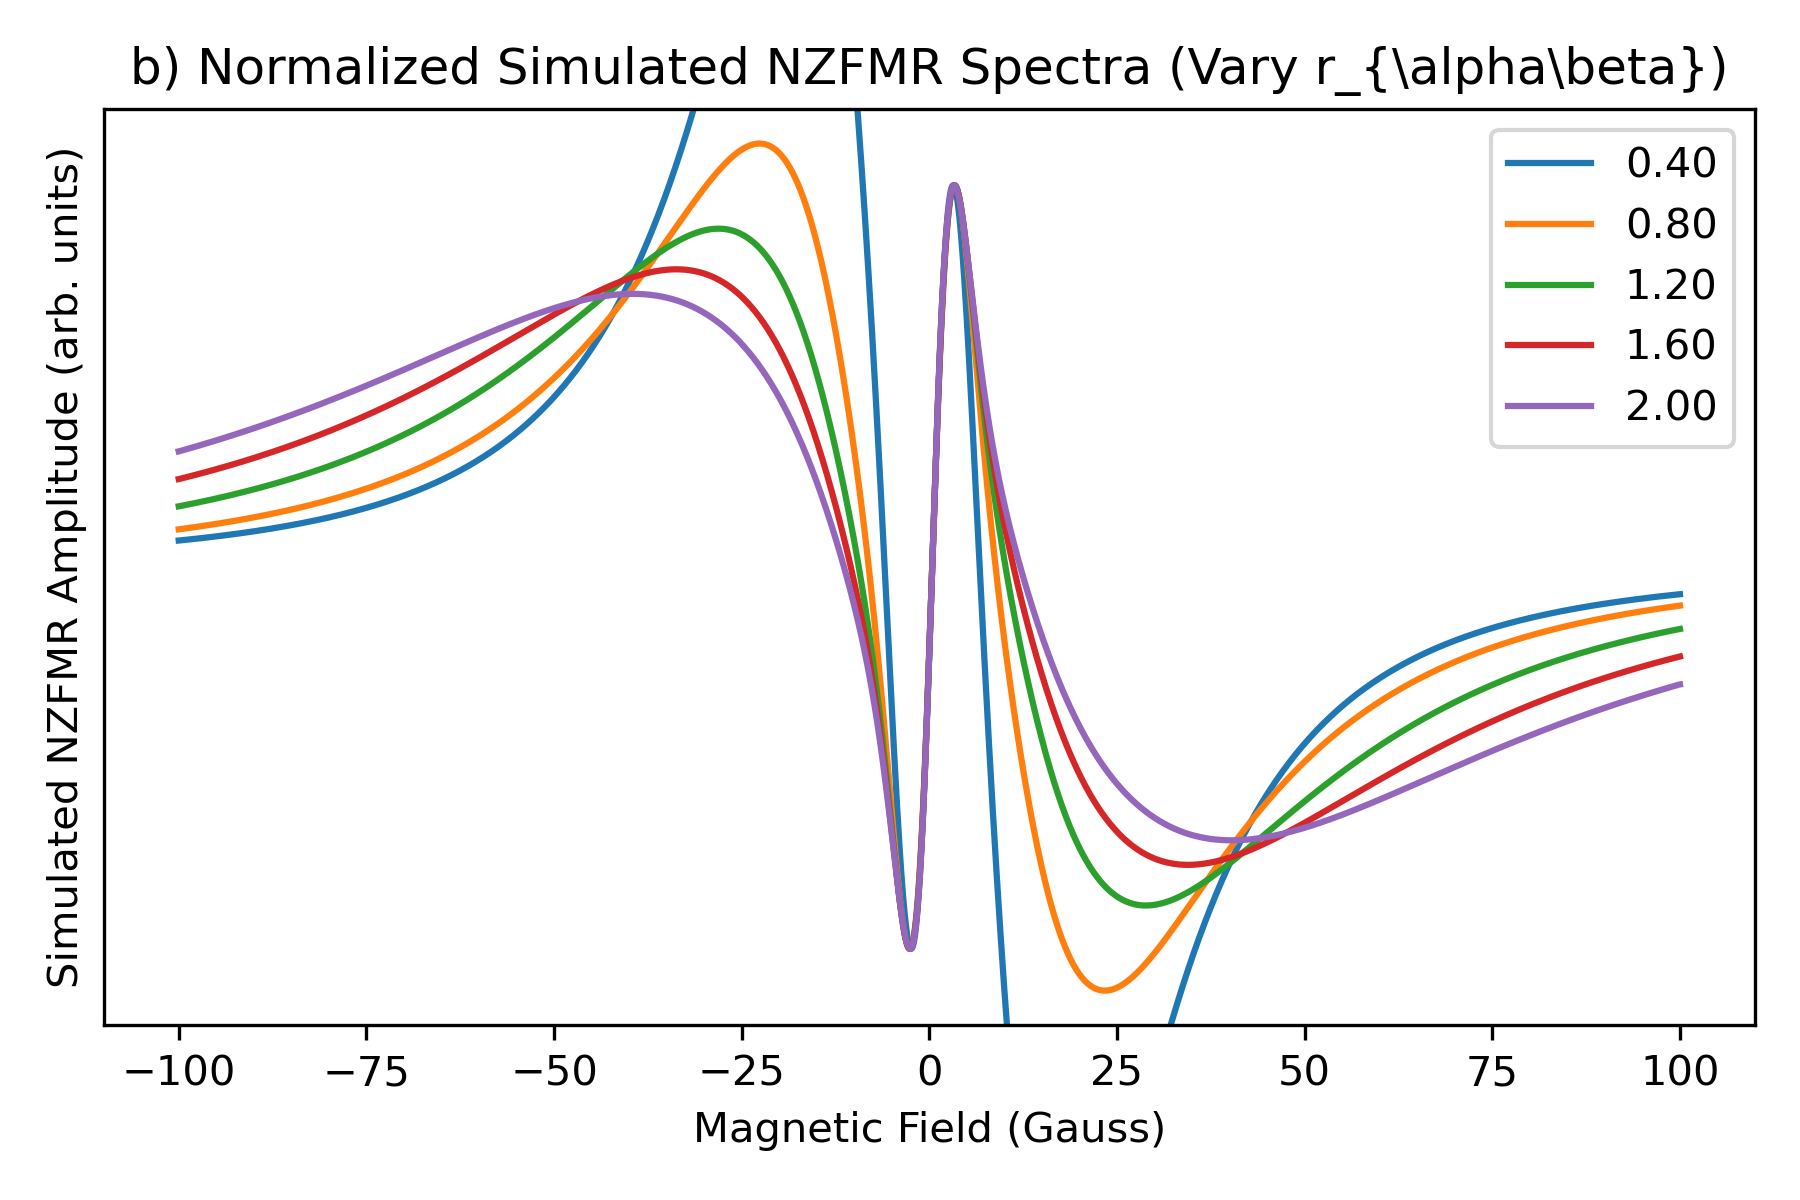 b) Normalized Simulated NZFMR Spectra (Vary r_{\alpha\beta})
Simulated NZFMR Amplitude (arb. units)
0.40
0.80
1.20
1.60
2.00
−100 −75 −50 −25 0 25 50 75 100
Magnetic Field (Gauss)